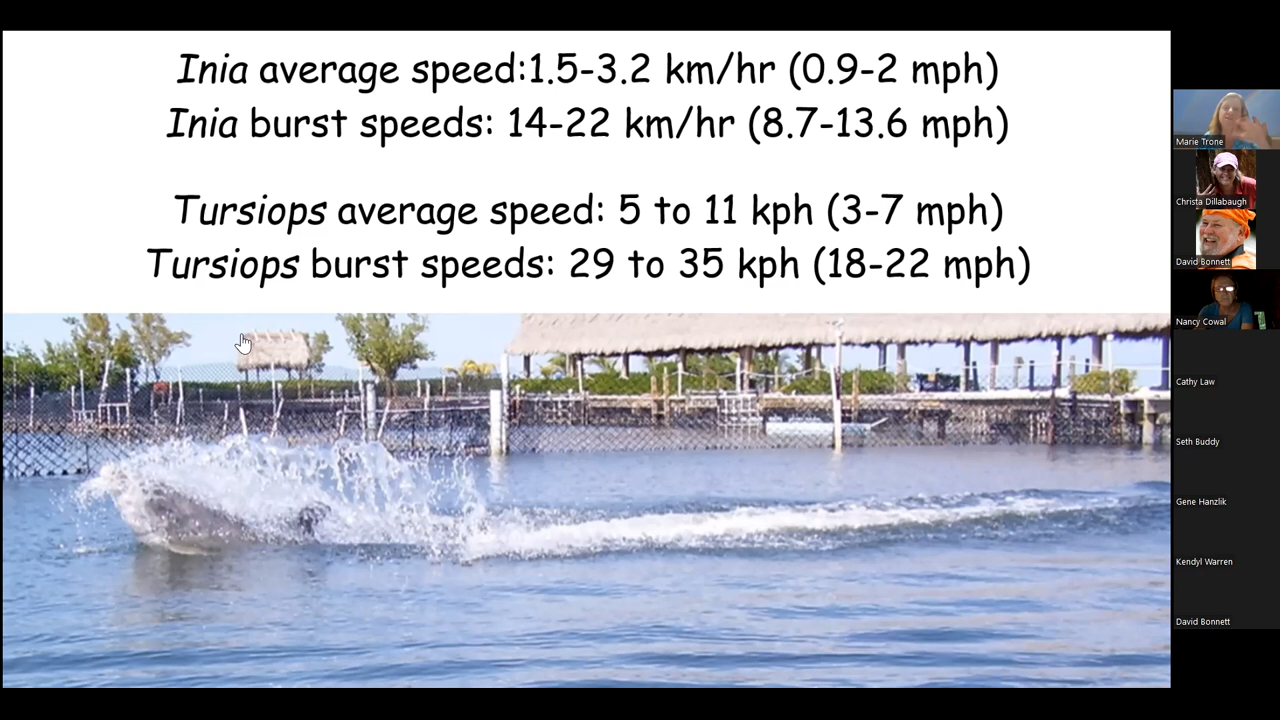 Inia average speed:1.5-3.2 km/hr (0.9-2 mph)
Inia burst speeds: 14-22 km/hr (8.7-13.6 mph)
Tursiops average speed: 5 to 11 kph (3-7 mph)
Tursiops burst speeds: 29 to 35 kph (18-22 mph)
Marie Trone
Christa Dillabaugh
David Bonnett
Nancy Cowal
Cathy Law
Seth Buddy
Gene Hanzlik
Kendyl Warren
David Bonnett